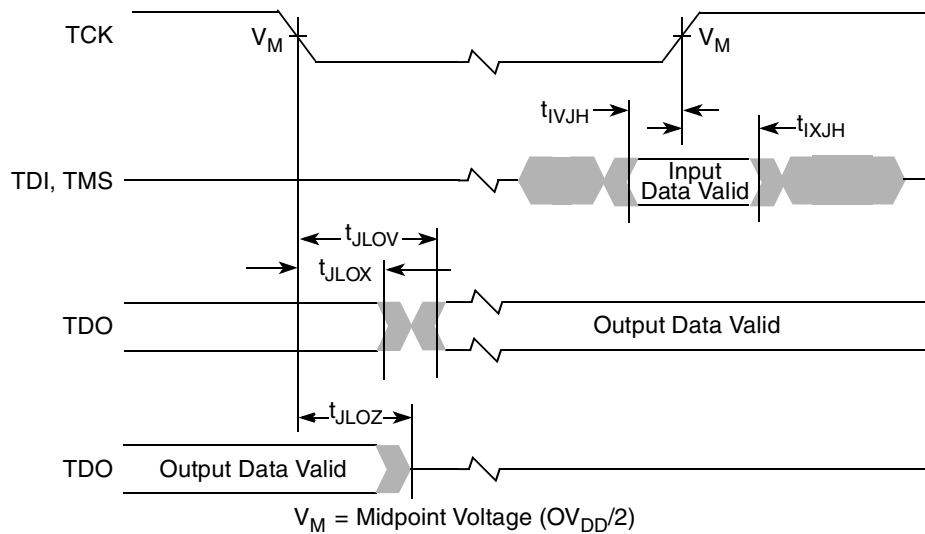 TCK
V_M
V_M
t_IVJH
t_IXJH
TDI, TMS
Input
Data Valid
t_JLOV
t_JLOX
TDO
Output Data Valid
t_JLOZ
TDO
Output Data Valid
V_M = Midpoint Voltage (OV_DD/2)